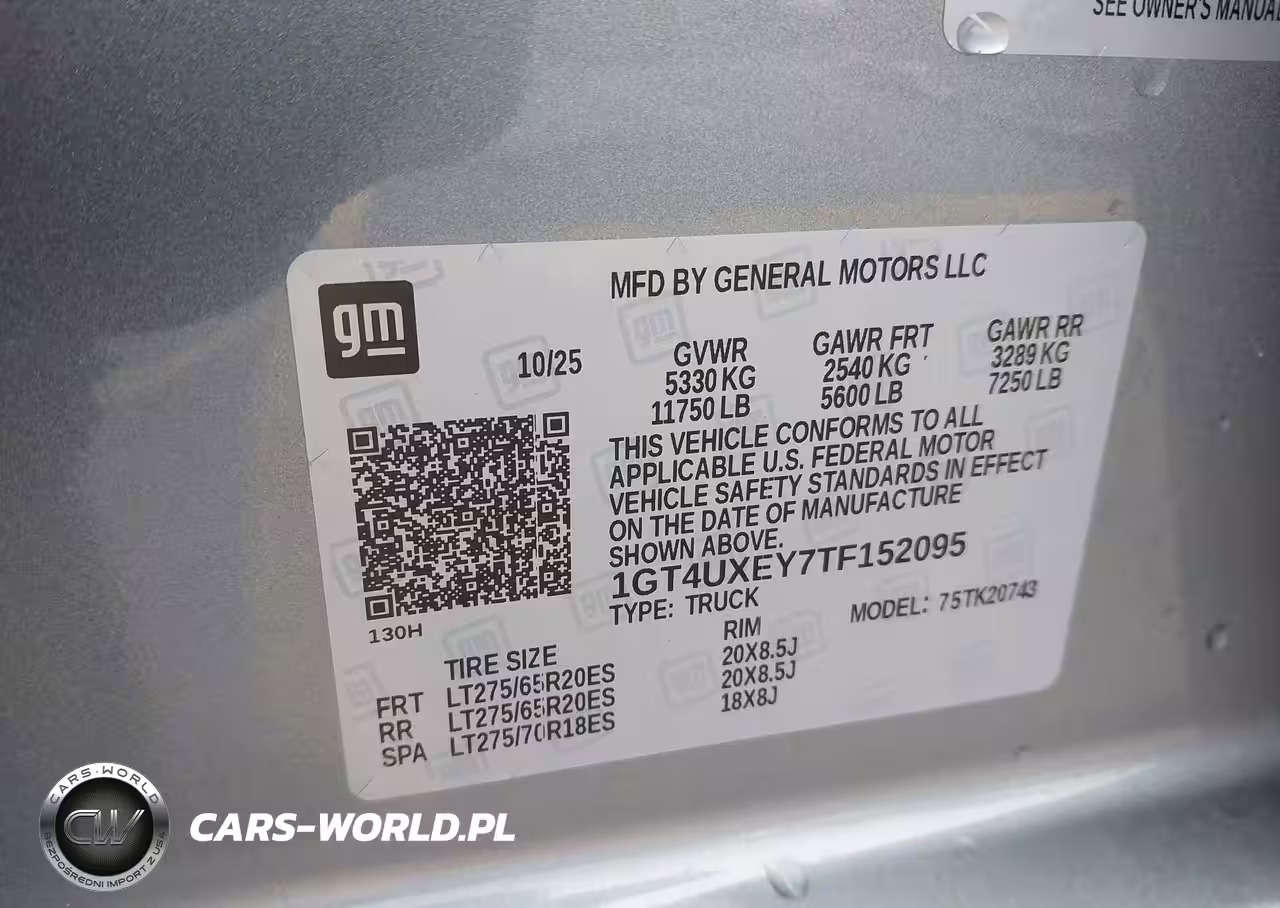 SEE OWNER'S MANUAL
gm
MFD BY GENERAL MOTORS LLC
10/25
GVWR
5330 KG
11750 LB
GAWR FRT
2540 KG
5600 LB
GAWR RR
3289 KG
7250 LB
THIS VEHICLE CONFORMS TO ALL
APPLICABLE U.S. FEDERAL MOTOR
VEHICLE SAFETY STANDARDS IN EFFECT
ON THE DATE OF MANUFACTURE
SHOWN ABOVE.
1GT4UXEY7TF152095
TYPE: TRUCK
MODEL: 75TK20743
130H
TIRE SIZE RIM
FRT LT275/65R20ES 20X8.5J
RR LT275/65R20ES 20X8.5J
SPA LT275/70R18ES 18X8J
CARS-WORLD
CW
BEZPOŚREDNI IMPORT Z USA
CARS-WORLD.PL